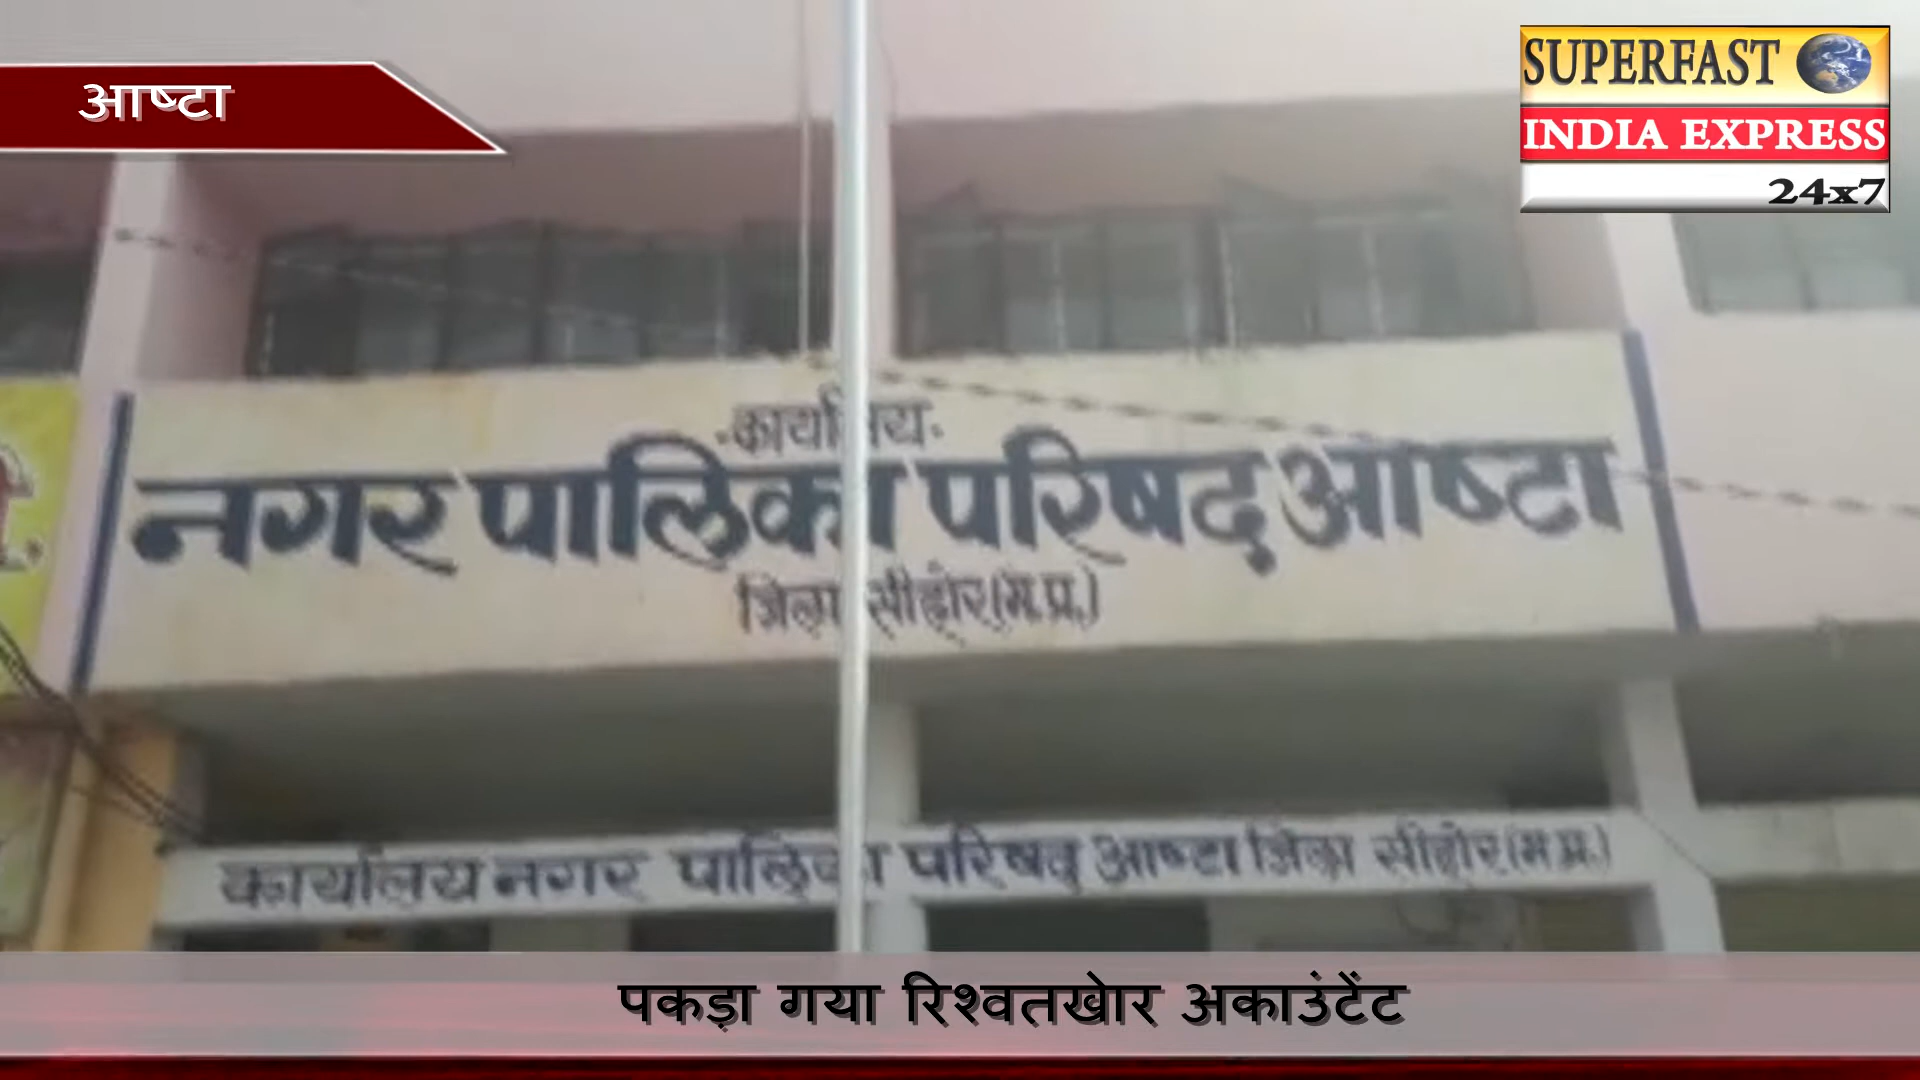 आष्टा
SUPERFAST
INDIA EXPRESS
24x7
कार्यालय
नगर पालिका परिषद आष्टा
जिला सीहोर (म.प्र.)
कार्यालय नगर पालिका परिषद आष्टा जिला सीहोर (म.प्र.)
पकड़ा गया रिश्वतखोर अकाउंटेंट